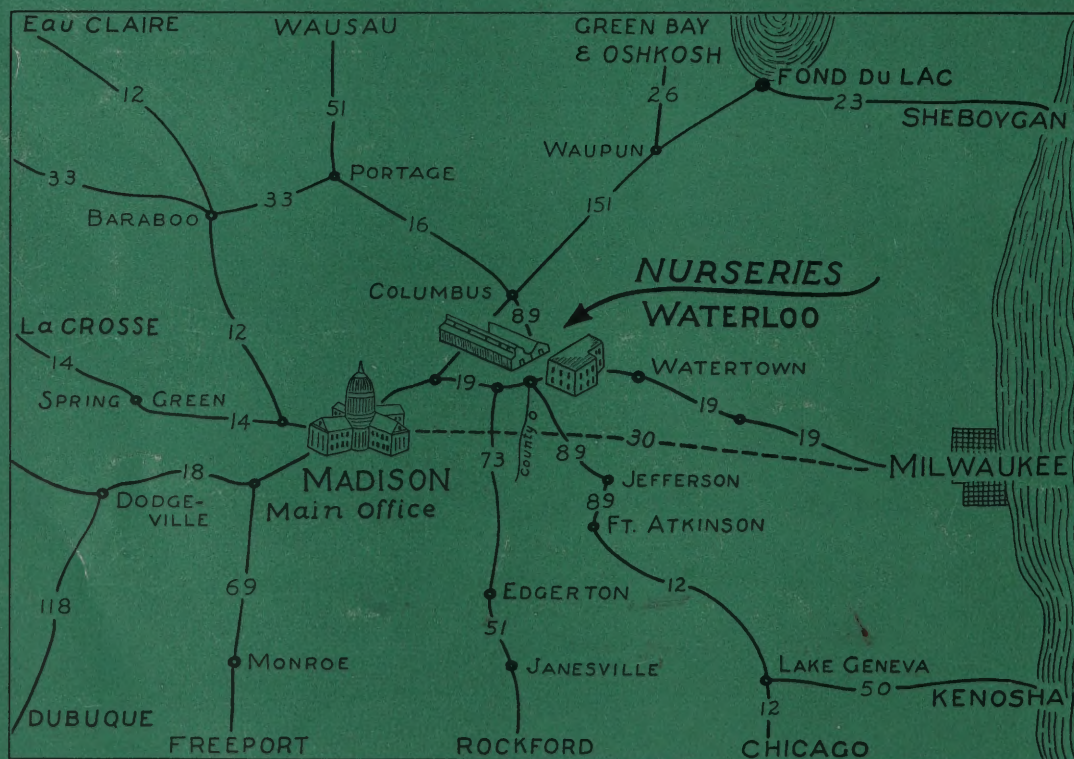 Eau CLAIRE
WAUSAU
GREEN BAY
& OSHKOSH
FOND DU LAC
12
51
26
23
SHEBOYGAN
WAUPUN
33
PORTAGE
33
BARABOO
16
151
NURSERIES
COLUMBUS
89
WATERLOO
La CROSSE
12
14
WATERTOWN
19
SPRING GREEN
14
19
19
County O
30
73
89
MILWAUKEE
18
MADISON
Main Office
JEFFERSON
DODGE-
VILLE
89
FT. ATKINSON
69
12
118
EDGERTON
51
MONROE
JANESVILLE
LAKE GENEVA
50
KENOSHA
12
DUBUQUE
FREEPORT
ROCKFORD
CHICAGO